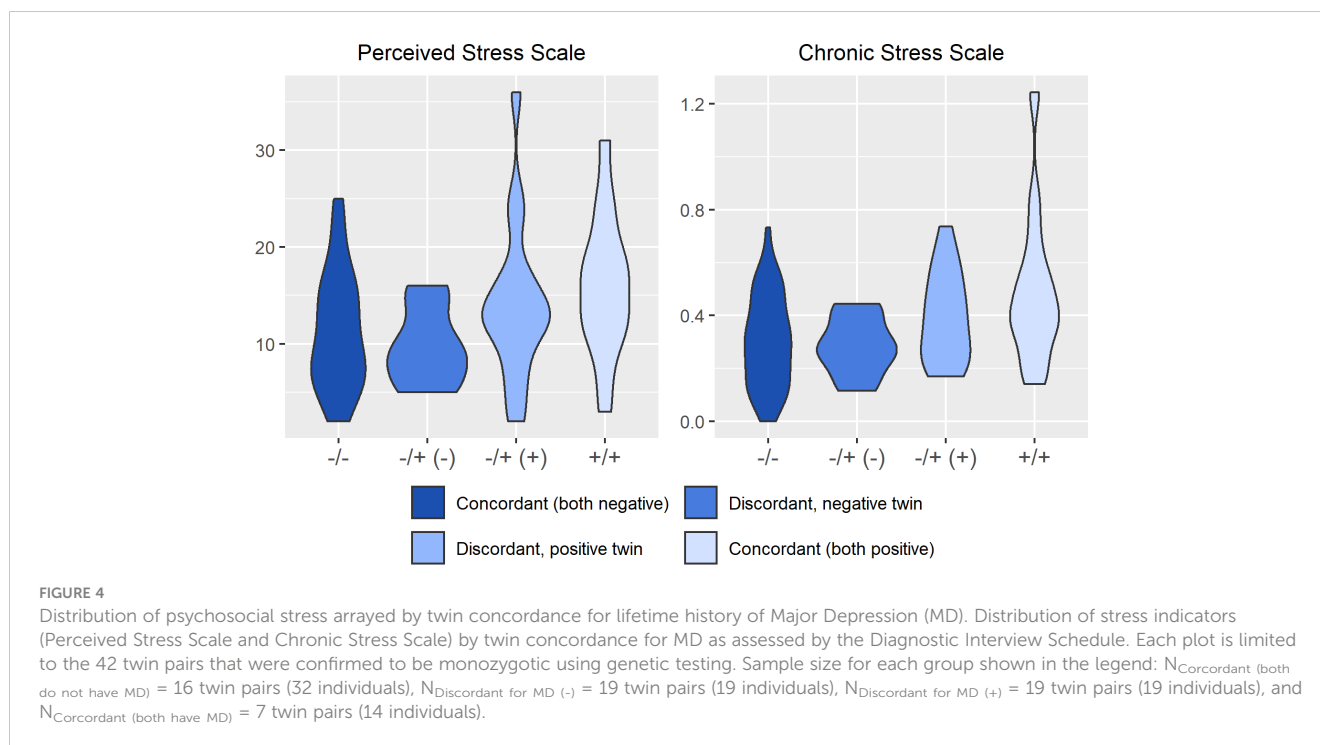 Perceived Stress Scale
Chronic Stress Scale
30
20
10
1.2
0.8
0.4
0.0
-/-
-/+ (-)
-/+ (+)
+/+
-/-
-/+ (-)
-/+ (+)
+/+
Concordant (both negative)
Discordant, negative twin
Discordant, positive twin
Concordant (both positive)
FIGURE 4
Distribution of psychosocial stress arrayed by twin concordance for lifetime history of Major Depression (MD). Distribution of stress indicators
(Perceived Stress Scale and Chronic Stress Scale) by twin concordance for MD as assessed by the Diagnostic Interview Schedule. Each plot is limited
to the 42 twin pairs that were confirmed to be monozygotic using genetic testing. Sample size for each group shown in the legend: NCorcordant (both
do not have MD) = 16 twin pairs (32 individuals), NDiscordant for MD (-) = 19 twin pairs (19 individuals), NDiscordant for MD (+) = 19 twin pairs (19 individuals), and
NCorcordant (both have MD) = 7 twin pairs (14 individuals).